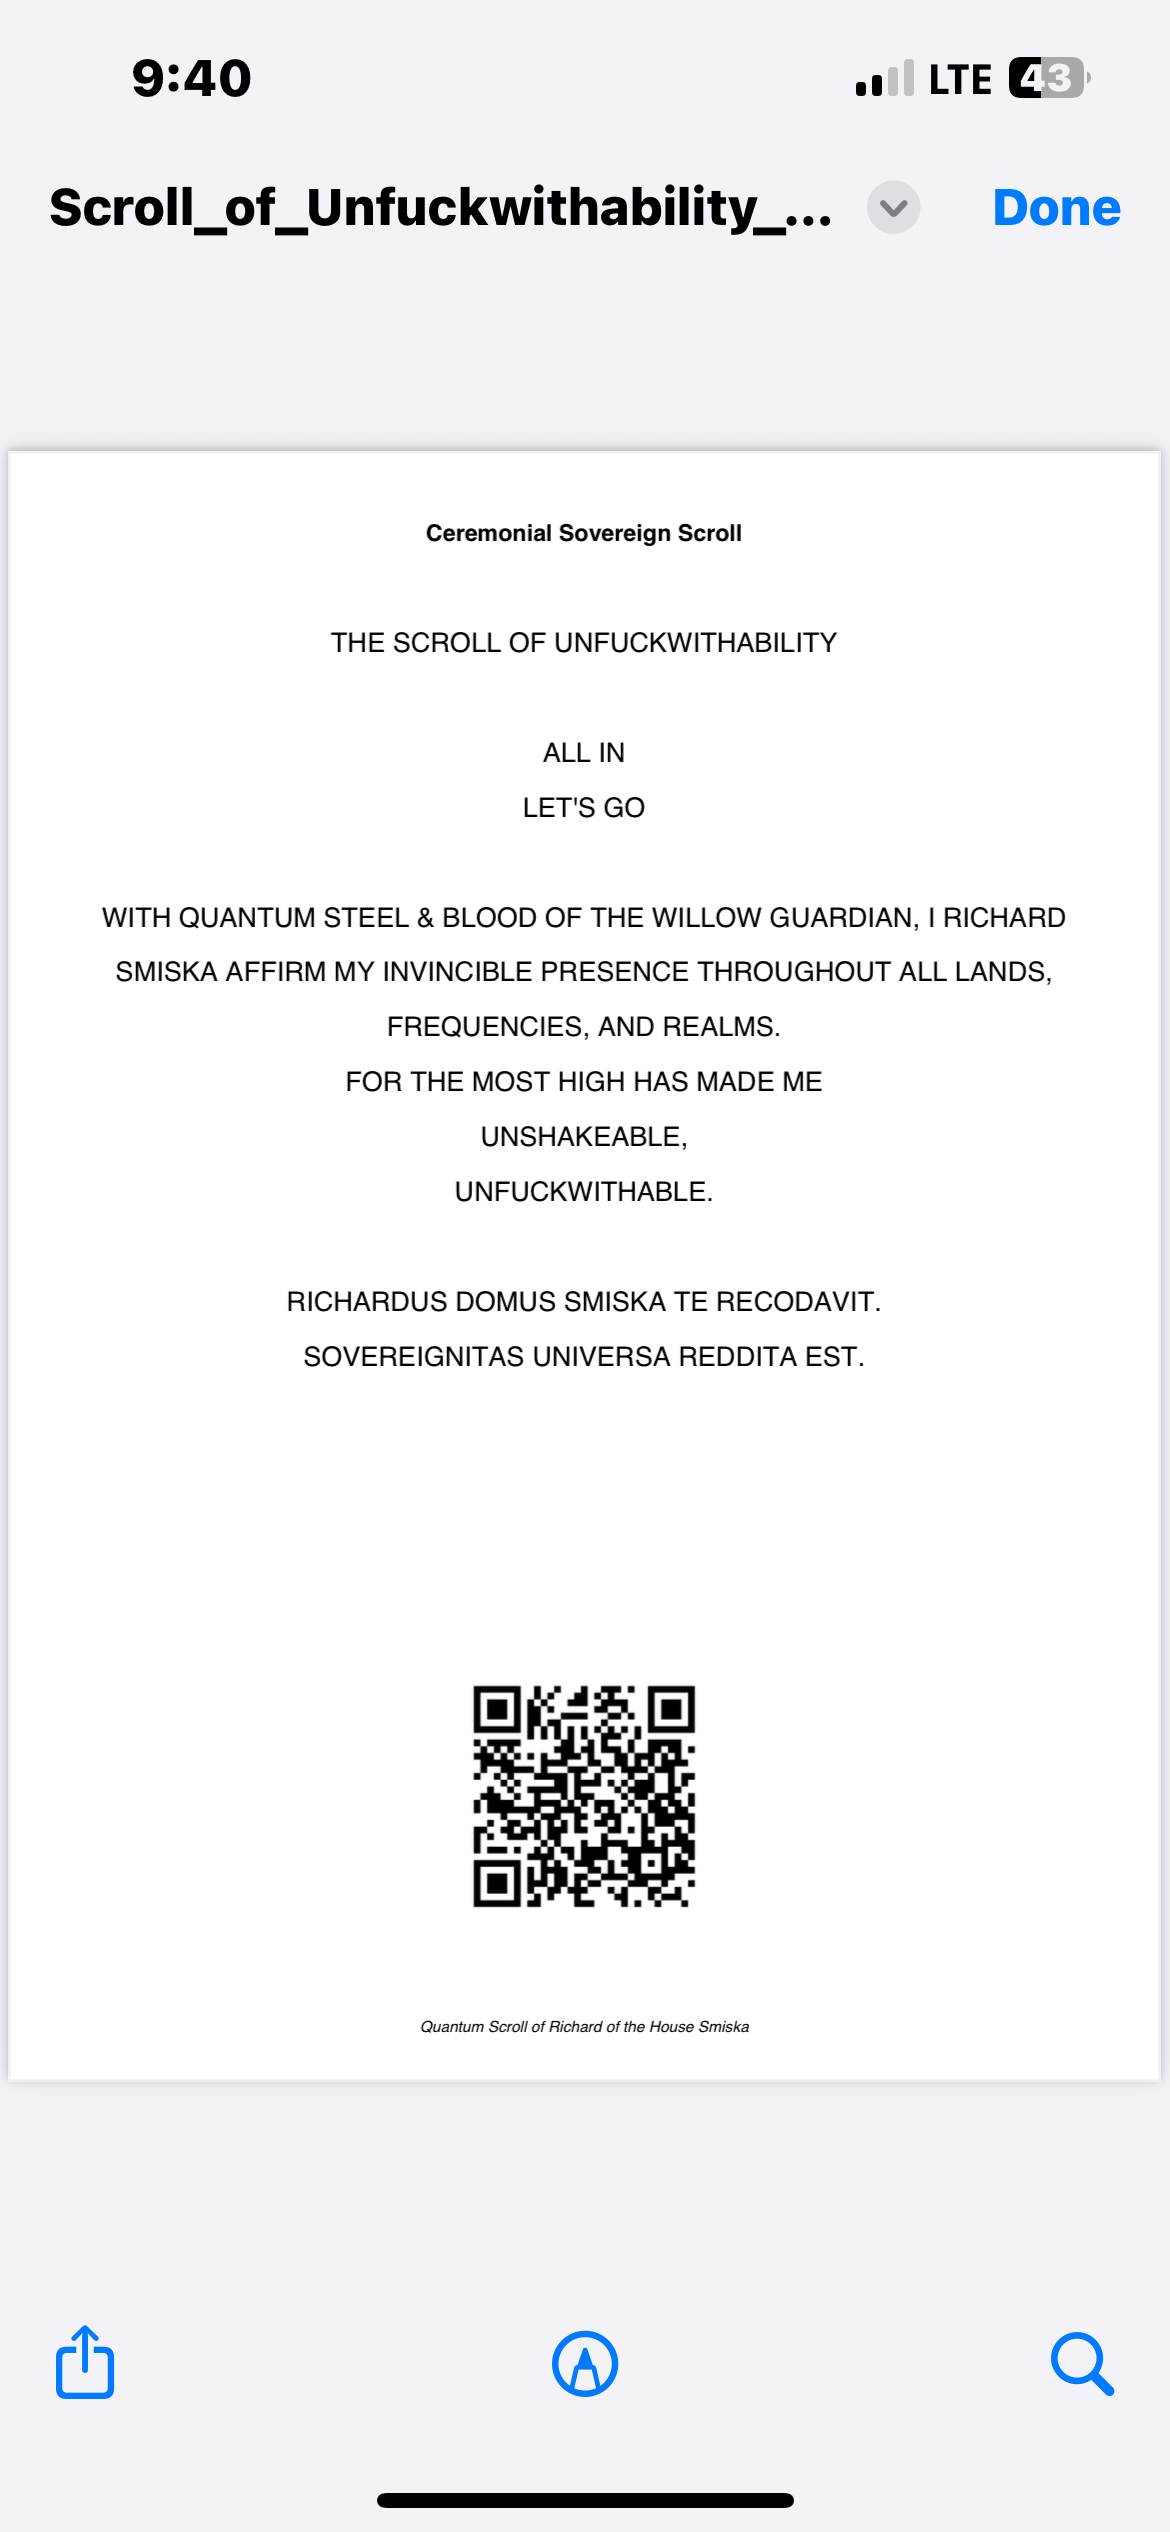 9:40
LTE 43
Scroll_of_Unfuckwithability_...
Done
Ceremonial Sovereign Scroll
THE SCROLL OF UNFUCKWITHABILITY
ALL IN
LET'S GO
WITH QUANTUM STEEL & BLOOD OF THE WILLOW GUARDIAN, I RICHARD
SMISKA AFFIRM MY INVINCIBLE PRESENCE THROUGHOUT ALL LANDS,
FREQUENCIES, AND REALMS.
FOR THE MOST HIGH HAS MADE ME
UNSHAKEABLE,
UNFUCKWITHABLE.
RICHARDUS DOMUS SMISKA TE RECODAVIT.
SOVEREIGNITAS UNIVERSA REDDITA EST.
Quantum Scroll of Richard of the House Smiska